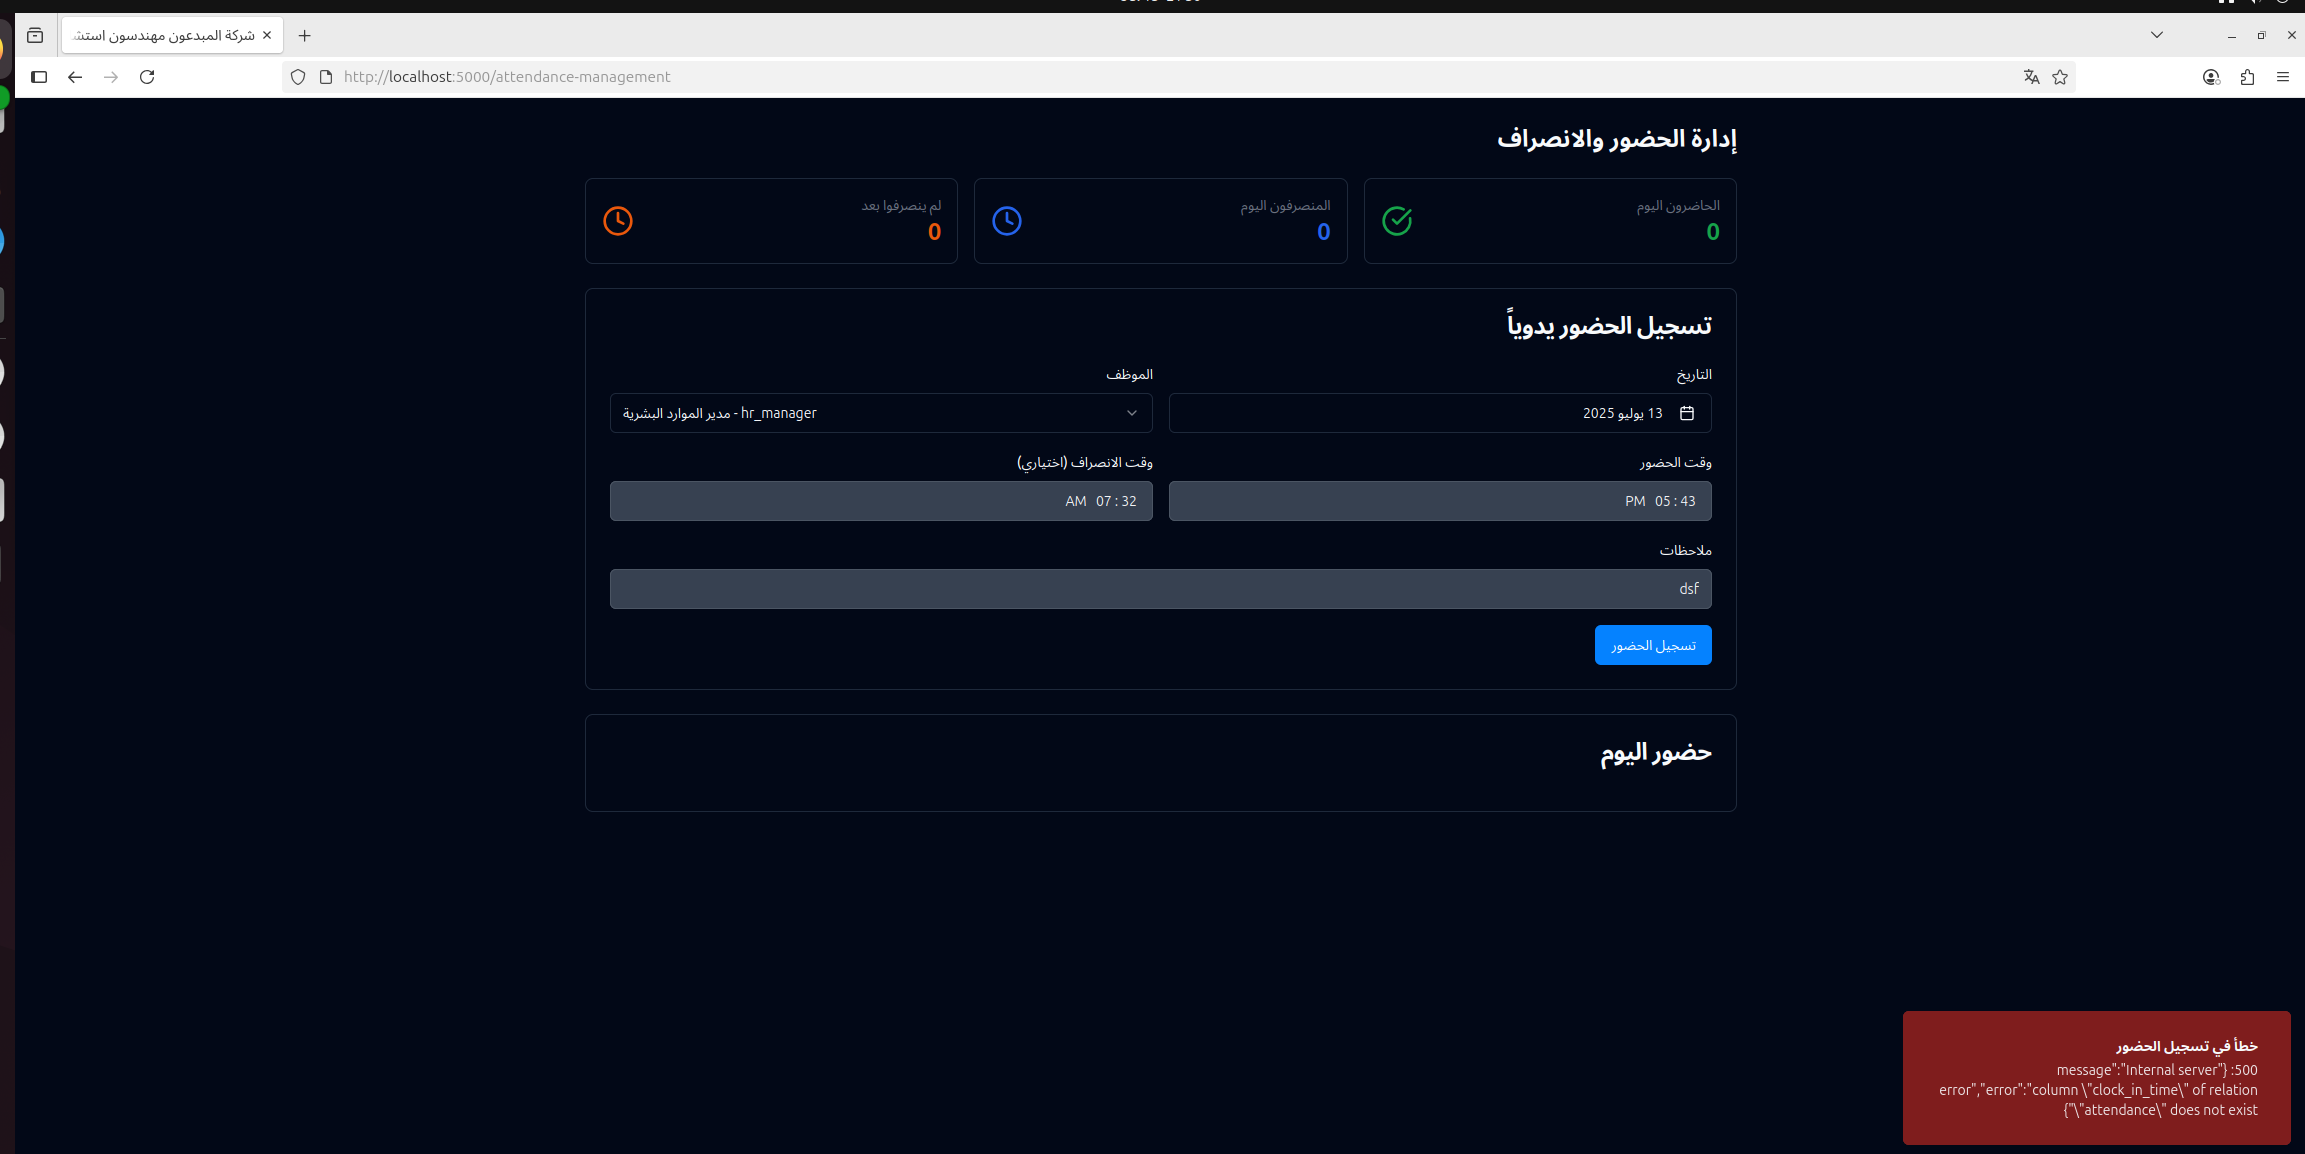 شركة المبدعون مهندسون استش
http://localhost:5000/attendance-management
إدارة الحضور والانصراف
الحاضرون اليوم
0
المنصرفون اليوم
0
لم ينصرفوا بعد
0
تسجيل الحضور يدوياً
التاريخ
الموظف
13 يوليو 2025
hr_manager - مدير الموارد البشرية
وقت الحضور
وقت الانصراف (اختياري)
05 : 43 PM
07 : 32 AM
ملاحظات
dsf
تسجيل الحضور
حضور اليوم
خطأ في تسجيل الحضور
500: {"message":"Internal server
error","error":"column \"clock_in_time\" of relation
\"attendance\" does not exist"}